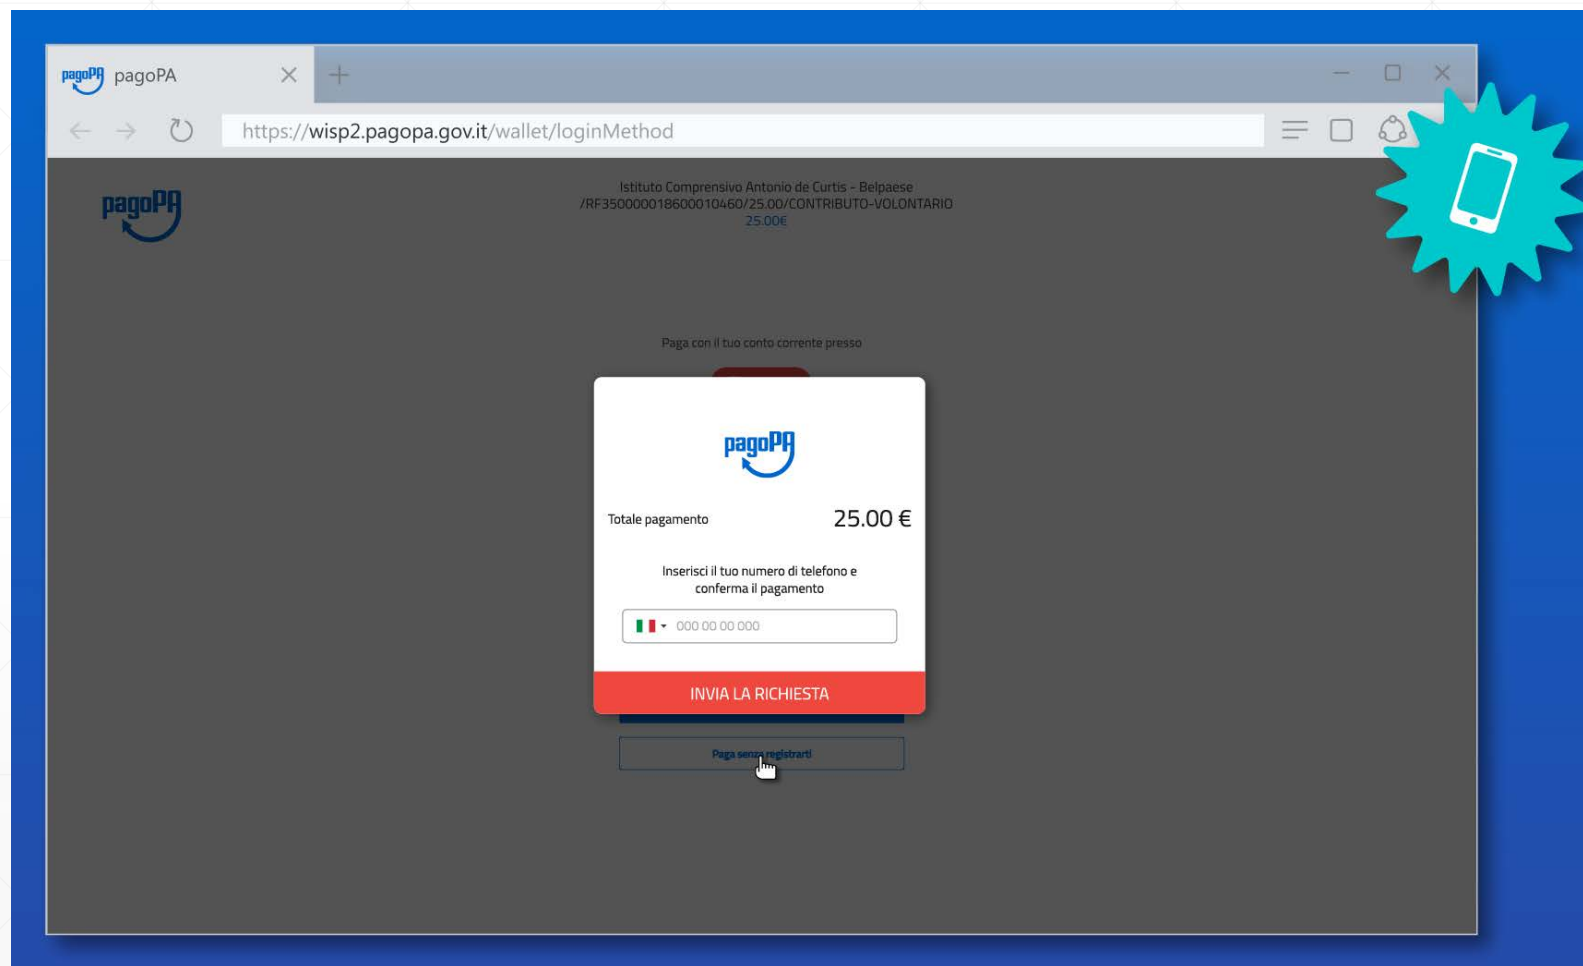 pagoPA pagoPA
https://wisp2.pagopa.gov.it/wallet/loginMethod
pagoPA
Istituto Comprensivo Antonio de Curtis - Belpaese
/RF350000018600010460/25.00/CONTRIBUTO-VOLONTARIO
25.00€
Paga con il tuo conto corrente presso
pagoPA
Totale pagamento 25.00 €
Inserisci il tuo numero di telefono e
conferma il pagamento
000 00 00 000
INVIA LA RICHIESTA
Paga senza registrarti